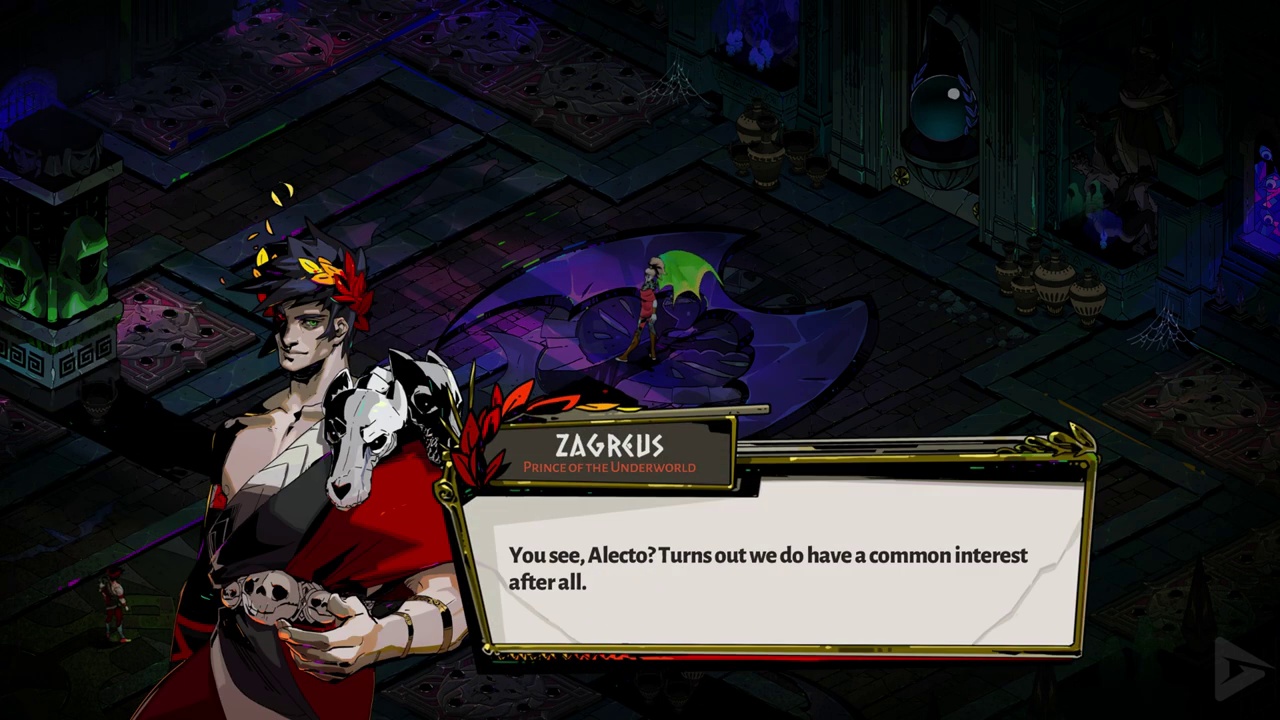 ZAGREUS
PRINCE OF THE UNDERWORLD
You see, Alecto? Turns out we do have a common interest
after all.